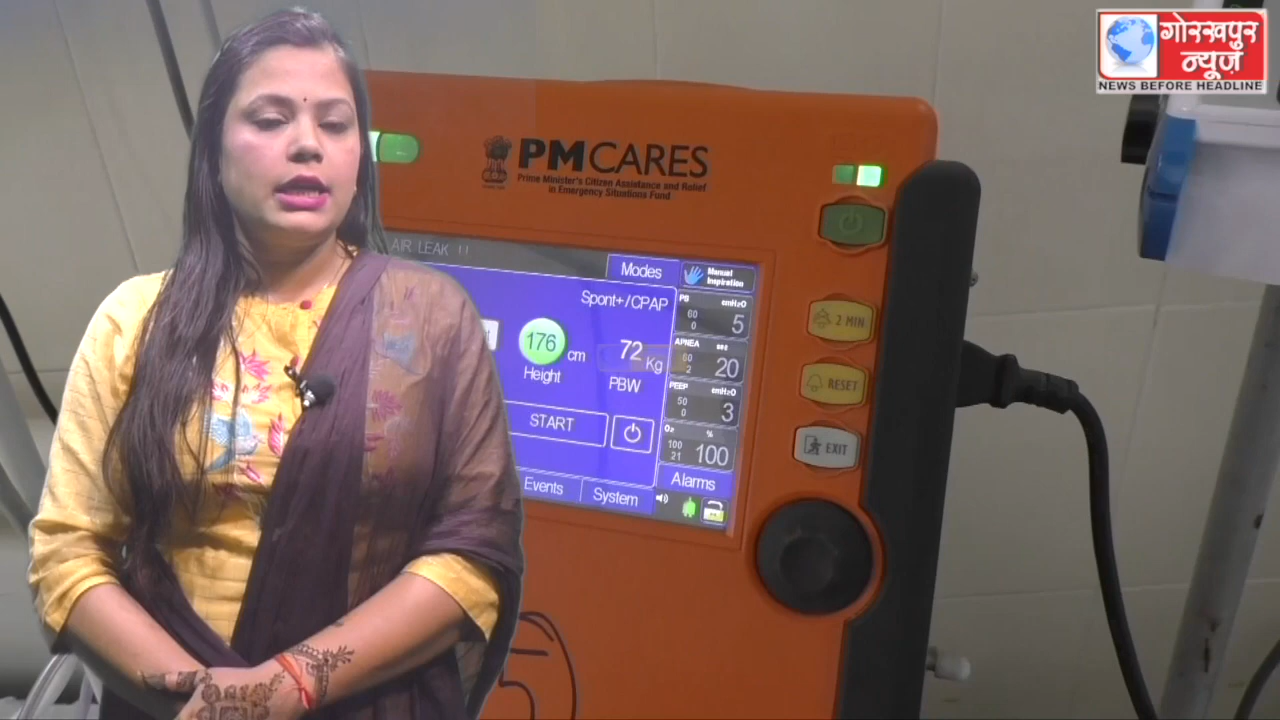 गोरखपुर
न्यूज़
NEWS BEFORE HEADLINE
PM CARES
Prime Minister's Citizen Assistance and Relief
in Emergency Situations Fund
AIR LEAK !!
Modes
Manual
Inspiration
Spont+/CPAP
PS cmH2O
60
0
5
176 cm
Height
72 Kg
PBW
APNEA sec
60
2
20
PEEP cmH2O
50
0
3
START
O2 %
100
21
100
Events
System
Alarms
2 MIN
RESET
EXIT
5